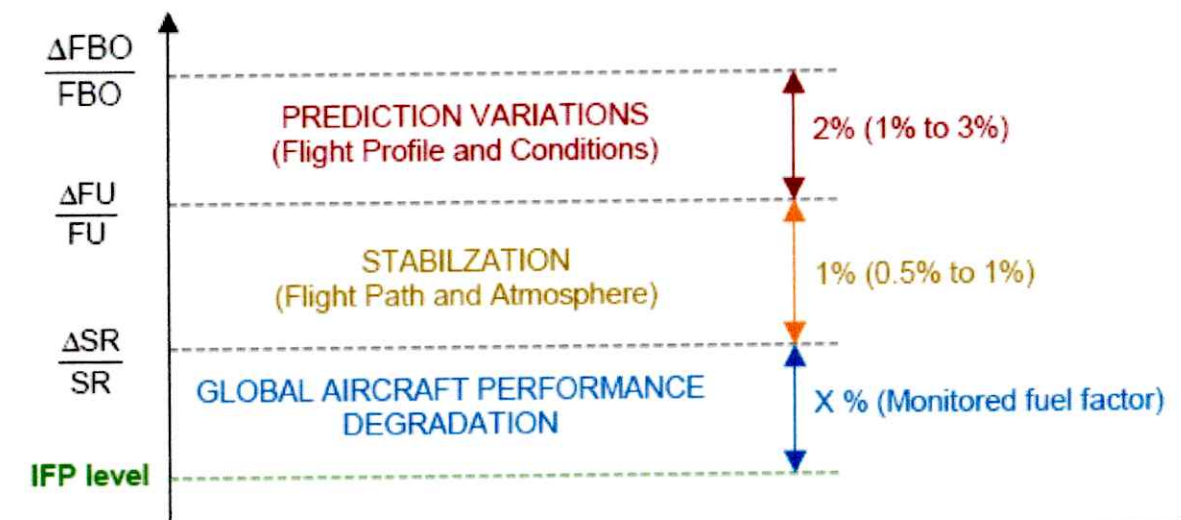 ΔFBO
FBO
PREDICTION VARIATIONS
(Flight Profile and Conditions)
2% (1% to 3%)
ΔFU
FU
STABILZATION
(Flight Path and Atmosphere)
1% (0.5% to 1%)
ΔSR
SR
GLOBAL AIRCRAFT PERFORMANCE
DEGRADATION
X % (Monitored fuel factor)
IFP level